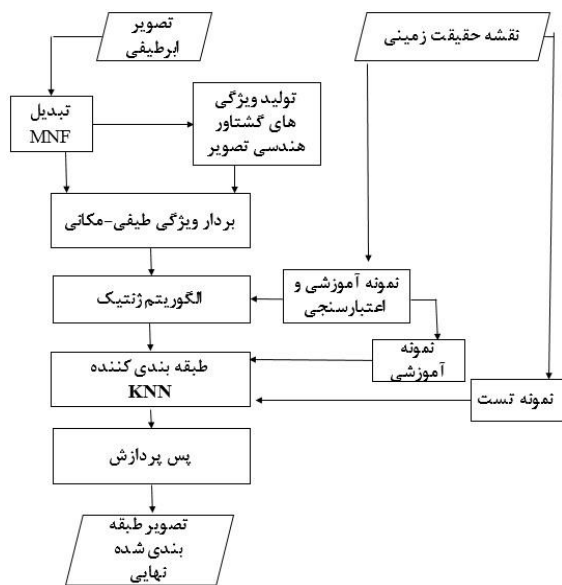 تصویر
ابرطیفی
نقشه حقیقت زمینی
تبدیل
MNF
تولید ویژگی
های گشتاور
هندسی تصویر
بردار ویژگی طیفی-مکانی
الگوریتم ژنتیک
نمونه آموزشی و
اعتبارسنجی
طبقه بندی کننده
KNN
نمونه
آموزشی
نمونه تست
پس پردازش
تصویر طبقه
بندی شده
نهایی